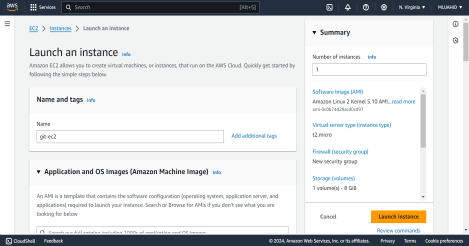 aws
Services
Search
[Alt+S]
N. Virginia
MUJAHID
EC2 > Instances > Launch an instance
Launch an instance Info
Amazon EC2 allows you to create virtual machines, or instances, that run on the AWS Cloud. Quickly get started by
following the simple steps below.
Name and tags Info
Name
git-ec2
Add additional tags
Application and OS Images (Amazon Machine Image) Info
An AMI is a template that contains the software configuration (operating system, application server, and
applications) required to launch your instance. Search or Browse for AMIs if you don't see what you are
looking for below
Summary
Number of instances Info
1
Software Image (AMI)
Amazon Linux 2 Kernel 5.10 AMI...read more
Virtual server type (instance type)
t2.micro
Firewall (security group)
New security group
Storage (volumes)
1 volume(s) - 8 GiB
Cancel
Launch instance
Review commands
CloudShell
Feedback
© 2024, Amazon Web Services, Inc. or its affiliates.
Privacy
Terms
Cookie preferences